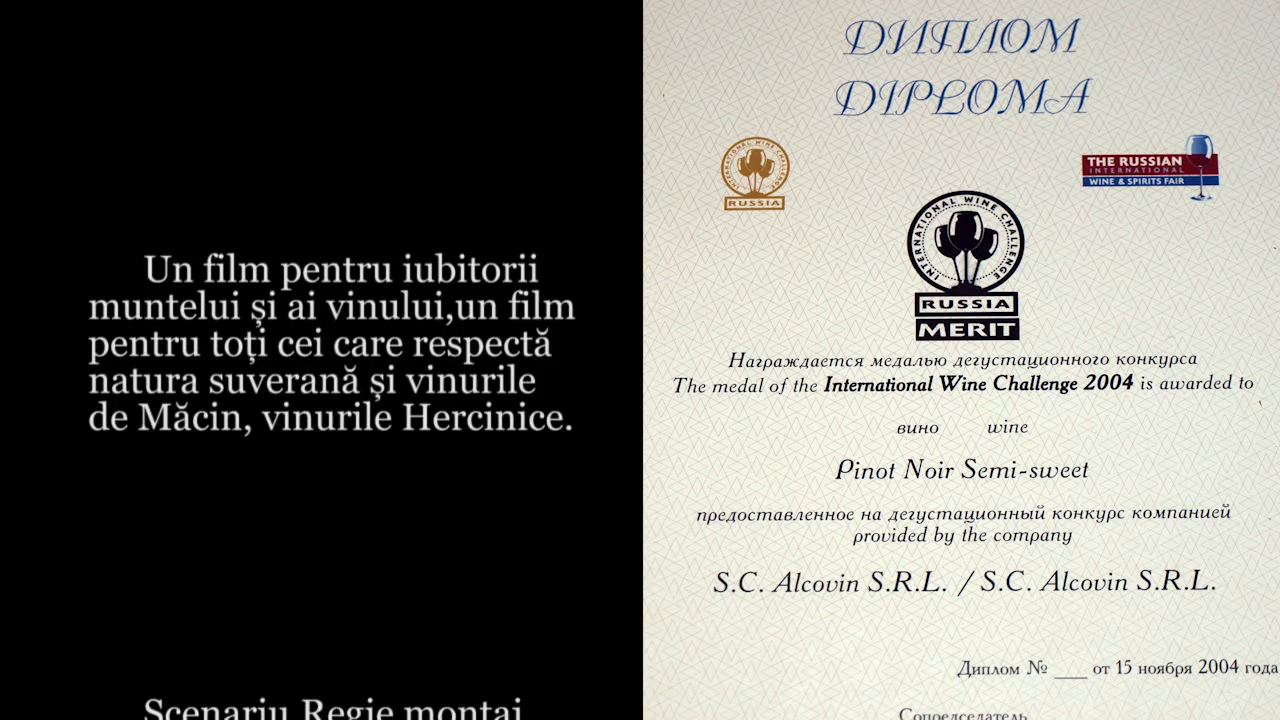 Un film pentru iubitorii
muntelui și ai vinului,un film
pentru toți cei care respectă
natura suverană și vinurile
de Măcin, vinurile Hercinice.
Scenariu Regie montaj
ДИПЛОМ
DIPLOMA
INTERNATIONAL WINE CHALLENGE
RUSSIA
THE RUSSIAN
INTERNATIONAL
WINE & SPIRITS FAIR
INTERNATIONAL WINE CHALLENGE
RUSSIA
MERIT
Награждается медалью дегустационного конкурса
The medal of the International Wine Challenge 2004 is awarded to
вино wine
Pinot Noir Semi-sweet
предоставленное на дегустационный конкурс компанией
provided by the company
S.C. Alcovin S.R.L. / S.C. Alcovin S.R.L.
Диплом № ___ от 15 ноября 2004 года
Сопредседатель